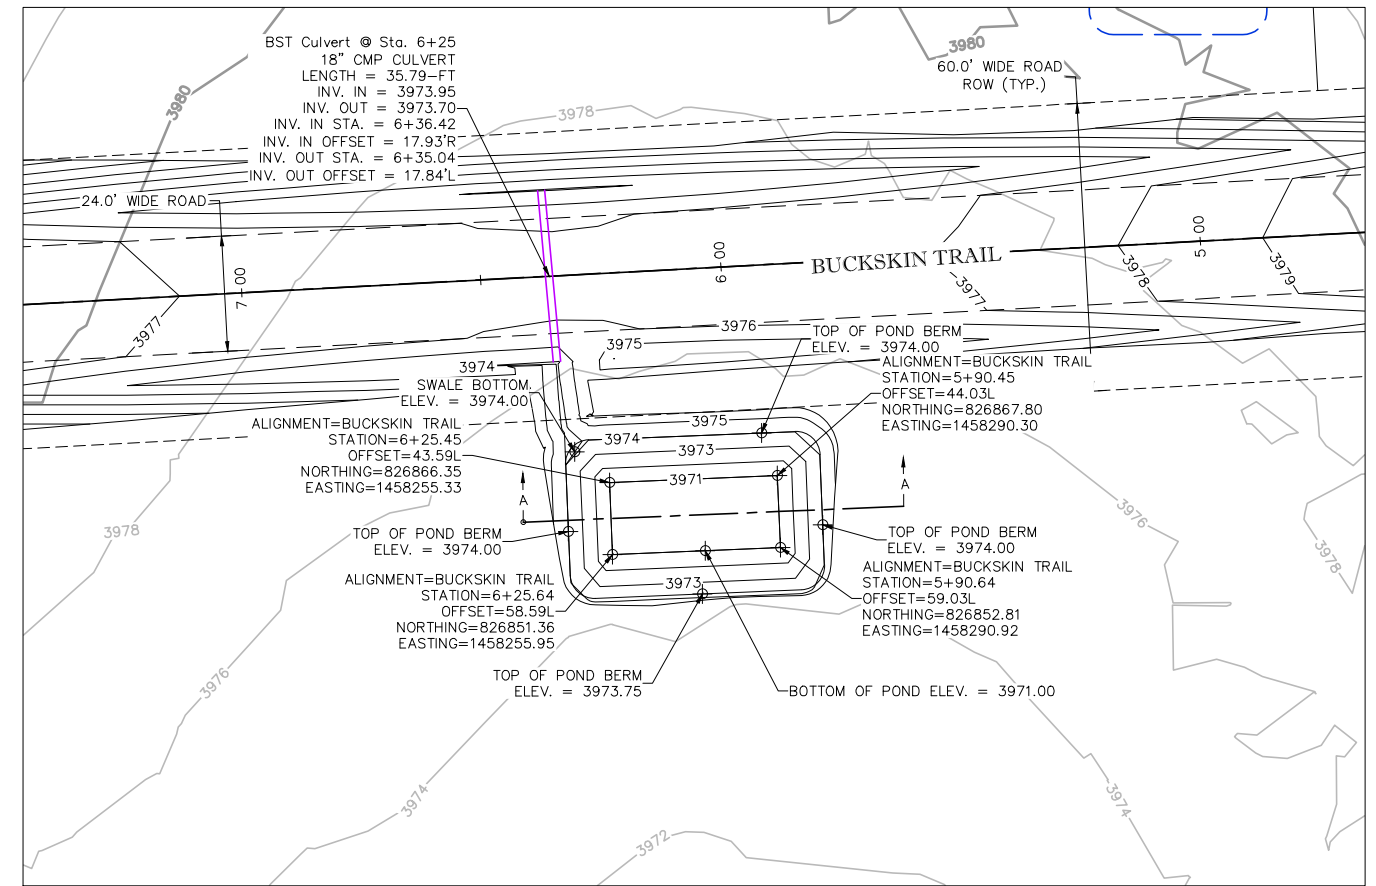 BST Culvert @ Sta. 6+25
18" CMP CULVERT
LENGTH = 35.79-FT
INV. IN = 3973.95
INV. OUT = 3973.70
INV. IN STA. = 6+36.42
INV. IN OFFSET = 17.93'R
INV. OUT STA. = 6+35.04
INV. OUT OFFSET = 17.84'L
3980
3978
3980
60.0' WIDE ROAD
ROW (TYP.)
24.0' WIDE ROAD
7+00
6+00
BUCKSKIN TRAIL
5+00
3977
3977
3978
3979
3976
3975
3974
TOP OF POND BERM
ELEV. = 3974.00
SWALE BOTTOM
ELEV. = 3974.00
ALIGNMENT=BUCKSKIN TRAIL
STATION=5+90.45
OFFSET=44.03L
NORTHING=826867.80
EASTING=1458290.30
ALIGNMENT=BUCKSKIN TRAIL
STATION=6+25.45
OFFSET=43.59L
NORTHING=826866.35
EASTING=1458255.33
3975
3974
3973
3971
A
A
3978
3976
3978
TOP OF POND BERM
ELEV. = 3974.00
TOP OF POND BERM
ELEV. = 3974.00
3973
ALIGNMENT=BUCKSKIN TRAIL
STATION=6+25.64
OFFSET=58.59L
NORTHING=826851.36
EASTING=1458255.95
ALIGNMENT=BUCKSKIN TRAIL
STATION=5+90.64
OFFSET=59.03L
NORTHING=826852.81
EASTING=1458290.92
TOP OF POND BERM
ELEV. = 3973.75
BOTTOM OF POND ELEV. = 3971.00
3976
3974
3972
3974